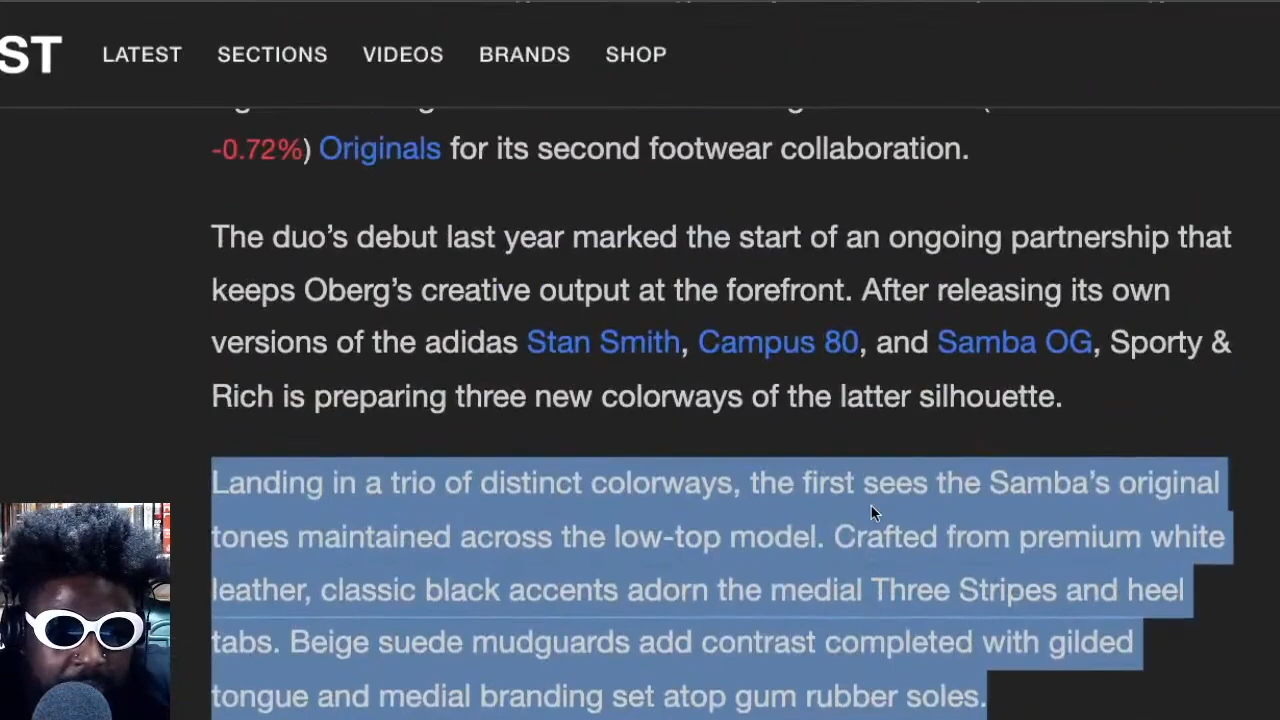 ST LATEST SECTIONS VIDEOS BRANDS SHOP
-0.72%) Originals for its second footwear collaboration.
The duo’s debut last year marked the start of an ongoing partnership that
keeps Oberg’s creative output at the forefront. After releasing its own
versions of the adidas Stan Smith, Campus 80, and Samba OG, Sporty &
Rich is preparing three new colorways of the latter silhouette.
Landing in a trio of distinct colorways, the first sees the Samba’s original
tones maintained across the low-top model. Crafted from premium white
leather, classic black accents adorn the medial Three Stripes and heel
tabs. Beige suede mudguards add contrast completed with gilded
tongue and medial branding set atop gum rubber soles.